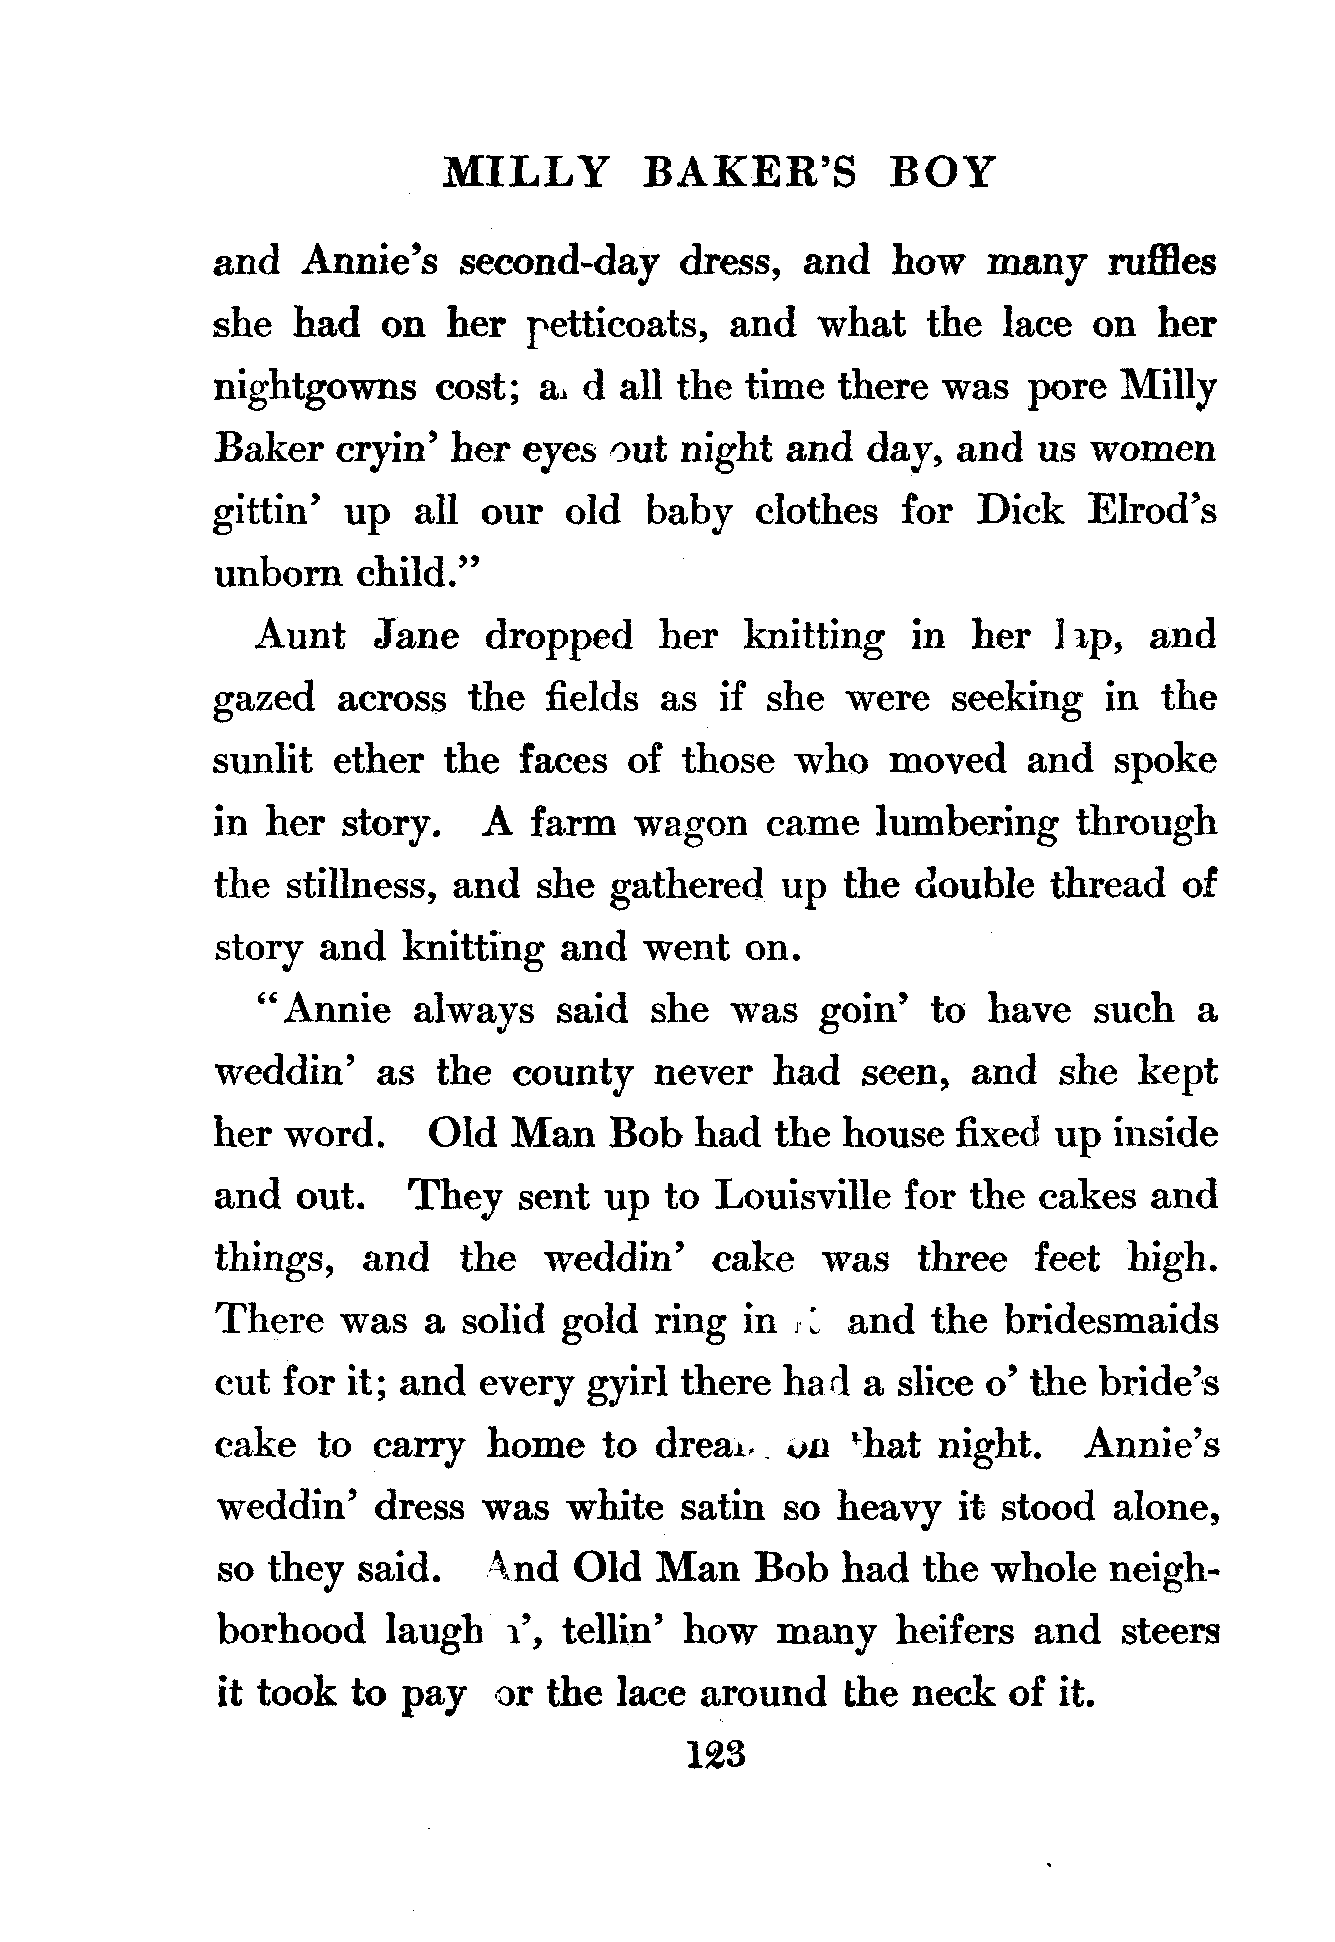 MILLY BAKER'S BOY
and Annie's second-day dress, and how many ruffles
she had on her petticoats, and what the lace on her
nightgowns cost; and all the time there was pore Milly
Baker cryin' her eyes out night and day, and us women
gittin' up all our old baby clothes for Dick Elrod's
unborn child."
Aunt Jane dropped her knitting in her lap, and
gazed across the fields as if she were seeking in the
sunlit ether the faces of those who moved and spoke
in her story. A farm wagon came lumbering through
the stillness, and she gathered up the double thread of
story and knitting and went on.
"Annie always said she was goin' to have such a
weddin' as the county never had seen, and she kept
her word. Old Man Bob had the house fixed up inside
and out. They sent up to Louisville for the cakes and
things, and the weddin' cake was three feet high.
There was a solid gold ring in it and the bridesmaids
cut for it; and every gyirl there had a slice o' the bride's
cake to carry home to dream on that night. Annie's
weddin' dress was white satin so heavy it stood alone,
so they said. And Old Man Bob had the whole neigh-
borhood laughin', tellin' how many heifers and steers
it took to pay for the lace around the neck of it.
123